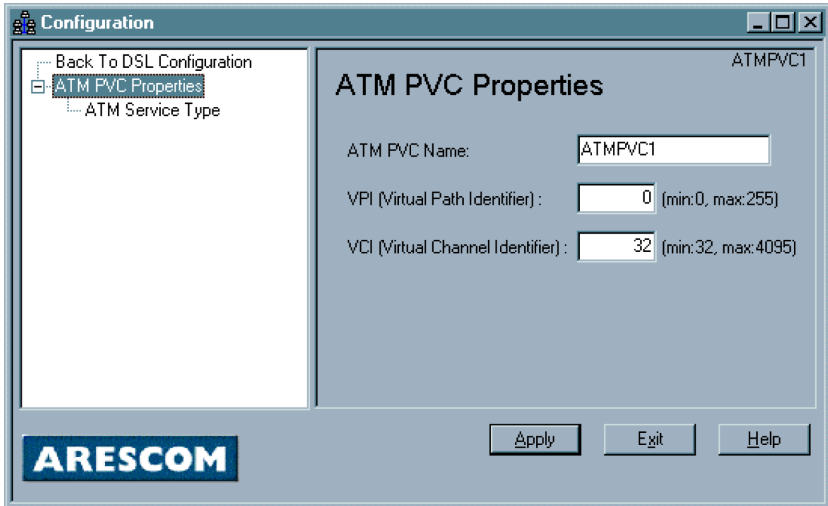 Configuration
Back To DSL Configuration
ATM PVC Properties
ATM Service Type
ATMPVC1
ATM PVC Properties
ATM PVC Name: ATMPVC1
VPI (Virtual Path Identifier) : 0 (min:0, max:255)
VCI (Virtual Channel Identifier) : 32 (min:32, max:4095)
Apply Exit Help
ARESCOM